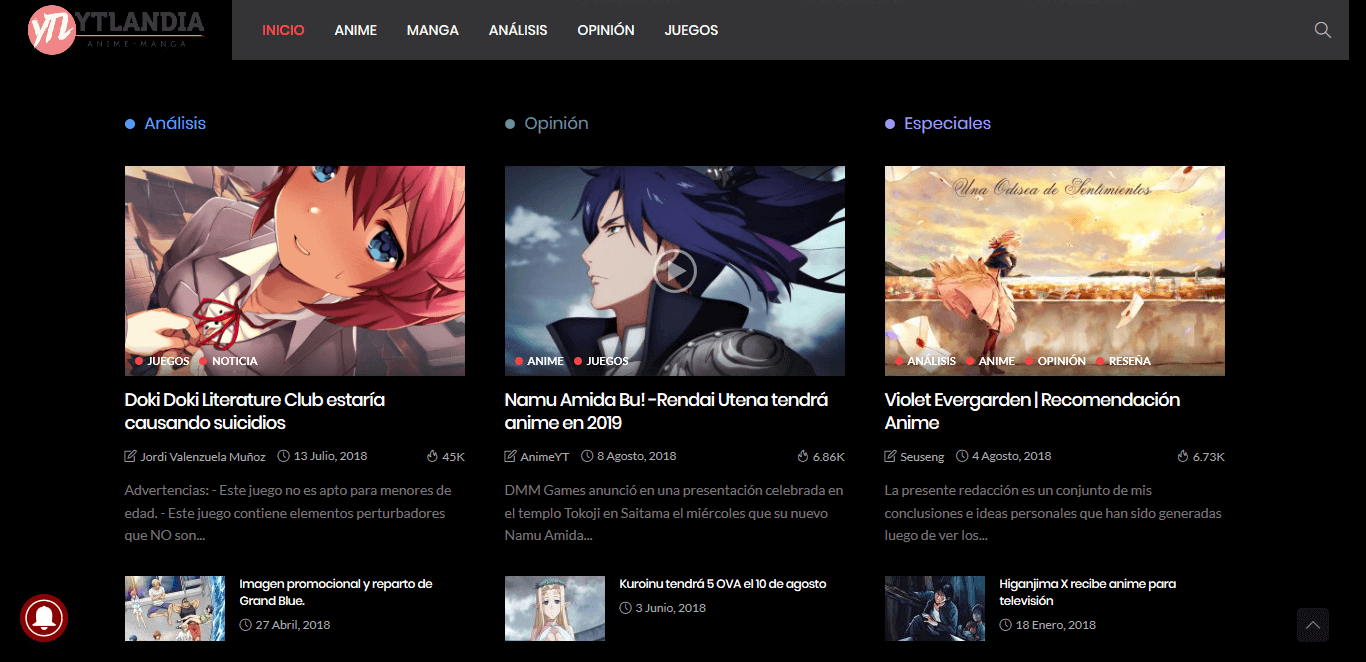 YTL
YTLANDIA
ANIME-MANGA
INICIO
ANIME
MANGA
ANÁLISIS
OPINIÓN
JUEGOS
Análisis
JUEGOS NOTICIA
Doki Doki Literature Club estaría
causando suicidios
Jordi Valenzuela Muñoz 13 Julio, 2018 45K
Advertencias: - Este juego no es apto para menores de
edad. - Este juego contiene elementos perturbadores
que NO son...
Imagen promocional y reparto de
Grand Blue.
27 Abril, 2018
Opinión
ANIME JUEGOS
Namu Amida Bu! -Rendai Utena tendrá
anime en 2019
AnimeYT 8 Agosto, 2018 6.86K
DMM Games anunció en una presentación celebrada en
el templo Tokoji en Saitama el miércoles que su nuevo
Namu Amida...
Kuroinu tendrá 5 OVA el 10 de agosto
3 Junio, 2018
Especiales
Una Odisea de Sentimientos
ANÁLISIS ANIME OPINIÓN RESEÑA
Violet Evergarden | Recomendación
Anime
Seuseng 4 Agosto, 2018 6.73K
La presente redacción es un conjunto de mis
conclusiones e ideas personales que han sido generadas
luego de ver los...
Higanjima X recibe anime para
televisión
18 Enero, 2018